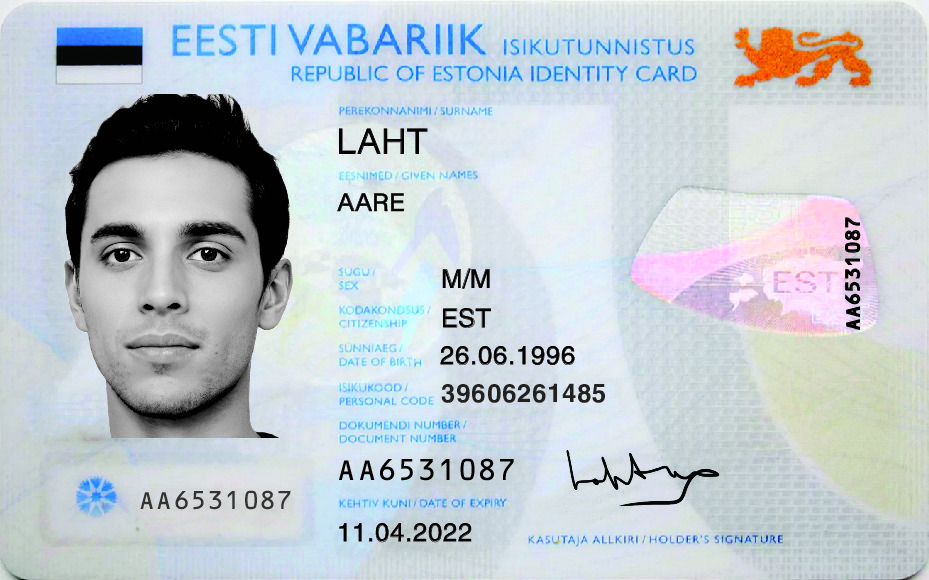 EESTI VABARIIK ISIKUTUNNISTUS
REPUBLIC OF ESTONIA IDENTITY CARD
PEREKONNANIMI / SURNAME
LAHT
EESNIMED / GIVEN NAMES
AARE
SUGU /
SEX
M/M
KODAKONDSUS /
CITIZENSHIP
EST
SÜNNIAEG /
DATE OF BIRTH
26.06.1996
ISIKUKOOD /
PERSONAL CODE
39606261485
DOKUMENDI NUMBER /
DOCUMENT NUMBER
AA6531087
KEHTIV KUNI / DATE OF EXPIRY
11.04.2022
AA6531087
EST
AA6531087
KASUTAJA ALLKIRI / HOLDER'S SIGNATURE